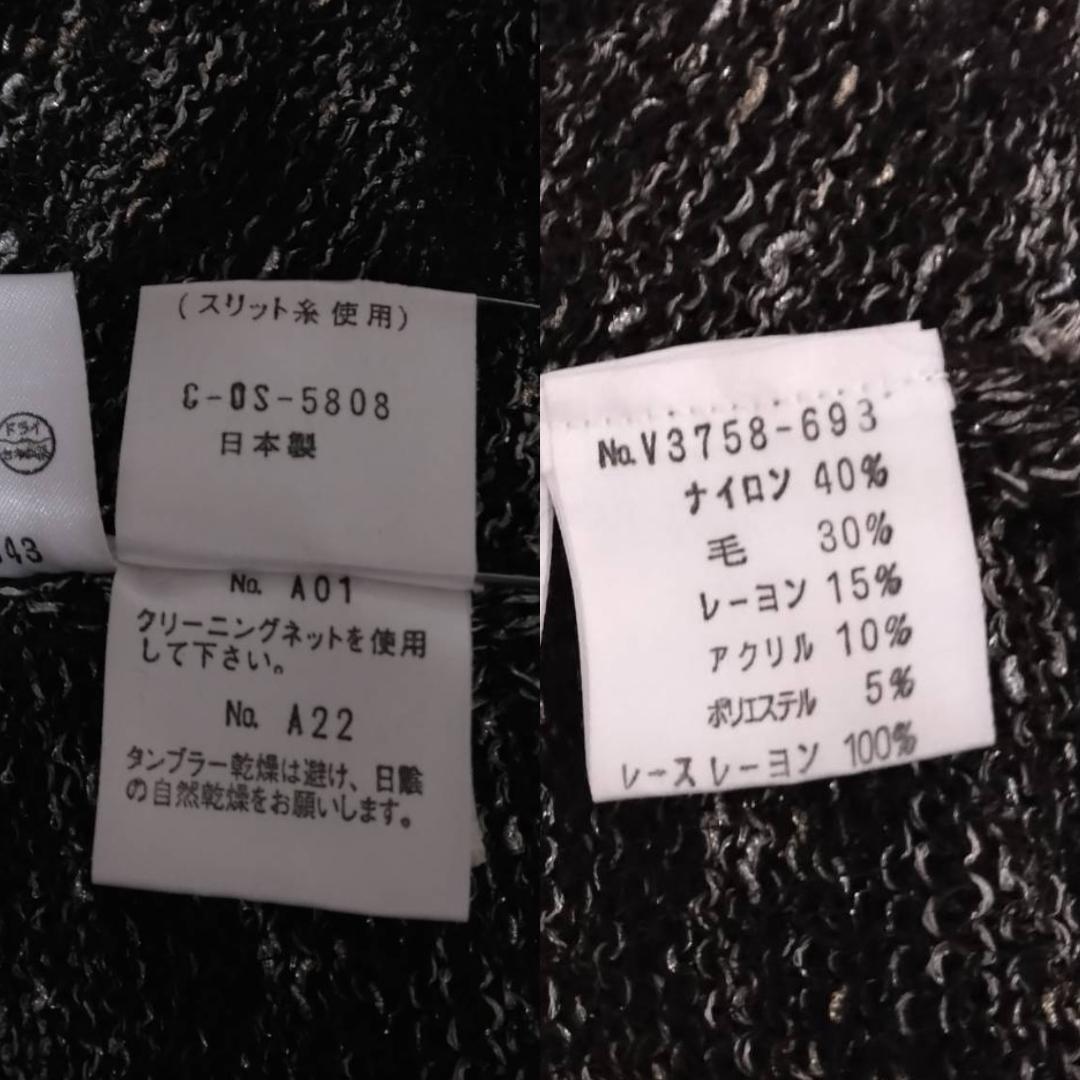 ドライ
43
(スリット糸使用)
C-OS-5808
日本製
No. A01
クリーニングネットを使用
して下さい。
No. A22
タンブラー乾燥は避け、日陰
の自然乾燥をお願いします。
No.V3758-693
ナイロン 40%
毛 30%
レーヨン 15%
アクリル 10%
ポリエステル 5%
レース レーヨン 100%